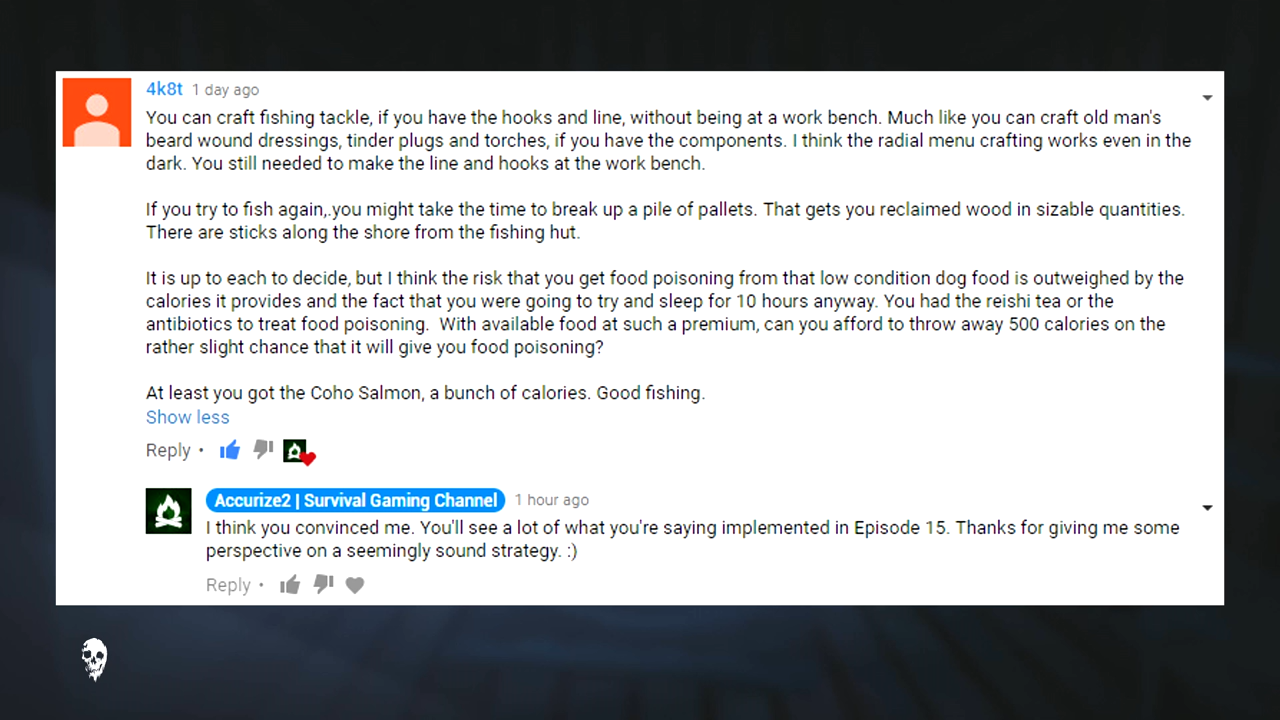 4k8t 1 day ago
You can craft fishing tackle, if you have the hooks and line, without being at a work bench. Much like you can craft old man's
beard wound dressings, tinder plugs and torches, if you have the components. I think the radial menu crafting works even in the
dark. You still needed to make the line and hooks at the work bench.
If you try to fish again,.you might take the time to break up a pile of pallets. That gets you reclaimed wood in sizable quantities.
There are sticks along the shore from the fishing hut.
It is up to each to decide, but I think the risk that you get food poisoning from that low condition dog food is outweighed by the
calories it provides and the fact that you were going to try and sleep for 10 hours anyway. You had the reishi tea or the
antibiotics to treat food poisoning.  With available food at such a premium, can you afford to throw away 500 calories on the
rather slight chance that it will give you food poisoning?
At least you got the Coho Salmon, a bunch of calories. Good fishing.
Show less
Reply •
Accurize2 | Survival Gaming Channel 1 hour ago
I think you convinced me. You'll see a lot of what you're saying implemented in Episode 15. Thanks for giving me some
perspective on a seemingly sound strategy. :)
Reply •